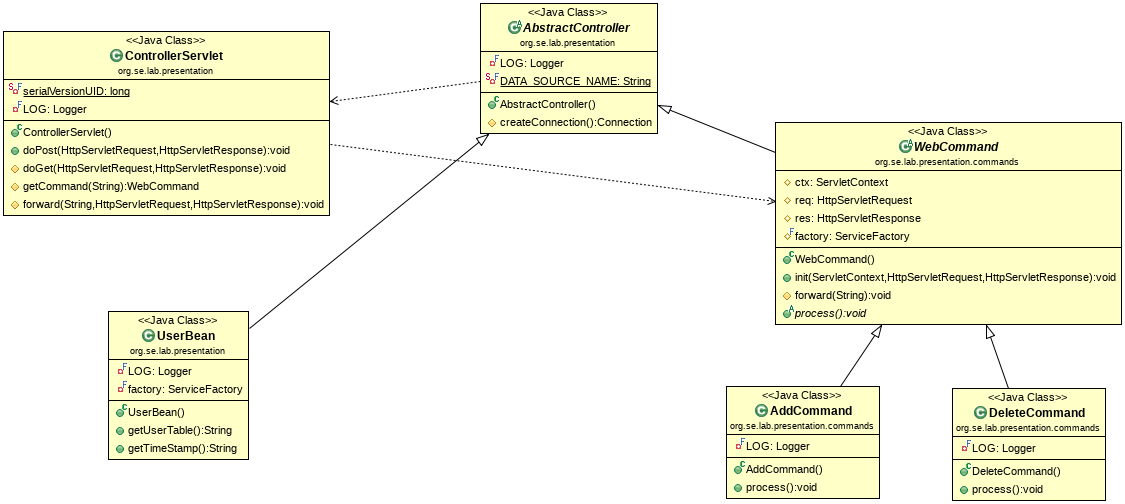 <<Java Class>>
ControllerServlet
org.se.lab.presentation
serialVersionUID: long
LOG: Logger
ControllerServlet()
doPost(HttpServletRequest,HttpServletResponse):void
doGet(HttpServletRequest,HttpServletResponse):void
getCommand(String):WebCommand
forward(String,HttpServletRequest,HttpServletResponse):void
<<Java Class>>
AbstractController
org.se.lab.presentation
LOG: Logger
DATA_SOURCE_NAME: String
AbstractController()
createConnection():Connection
<<Java Class>>
WebCommand
org.se.lab.presentation.commands
ctx: ServletContext
req: HttpServletRequest
res: HttpServletResponse
factory: ServiceFactory
WebCommand()
init(ServletContext,HttpServletRequest,HttpServletResponse):void
forward(String):void
process():void
<<Java Class>>
UserBean
org.se.lab.presentation
LOG: Logger
factory: ServiceFactory
UserBean()
getUserTable():String
getTimeStamp():String
<<Java Class>>
AddCommand
org.se.lab.presentation.commands
LOG: Logger
AddCommand()
process():void
<<Java Class>>
DeleteCommand
org.se.lab.presentation.commands
LOG: Logger
DeleteCommand()
process():void